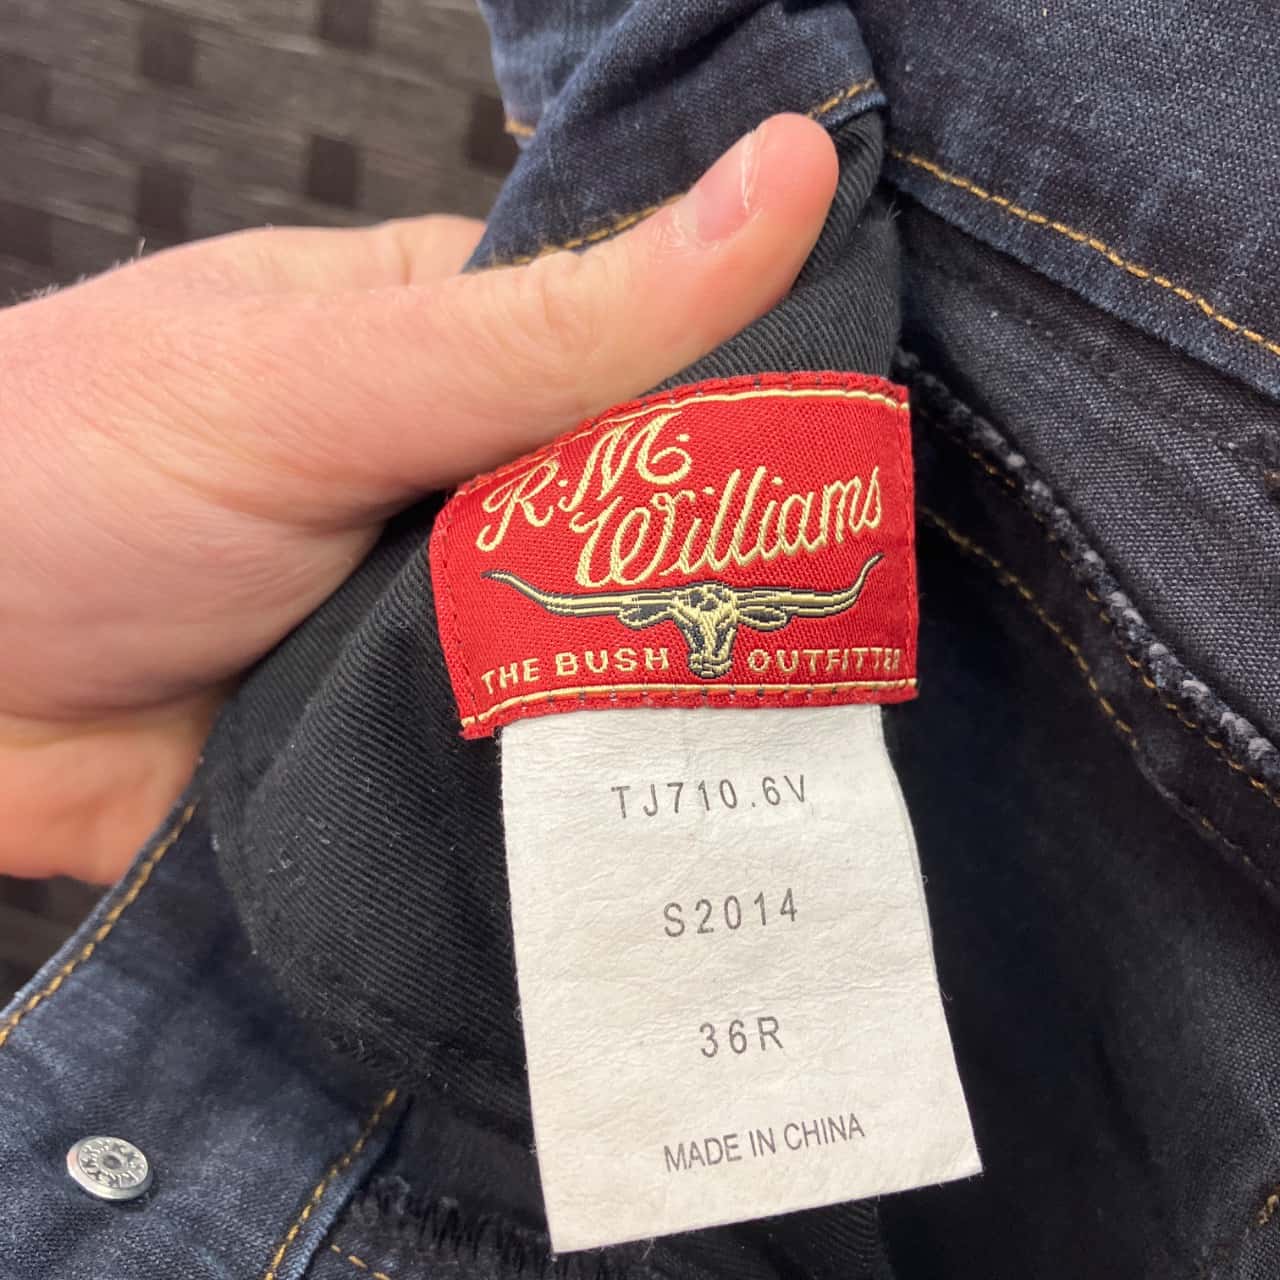 R.M.
Williams
THE BUSH OUTFITTER
TJ710.6V
S2014
36R
MADE IN CHINA